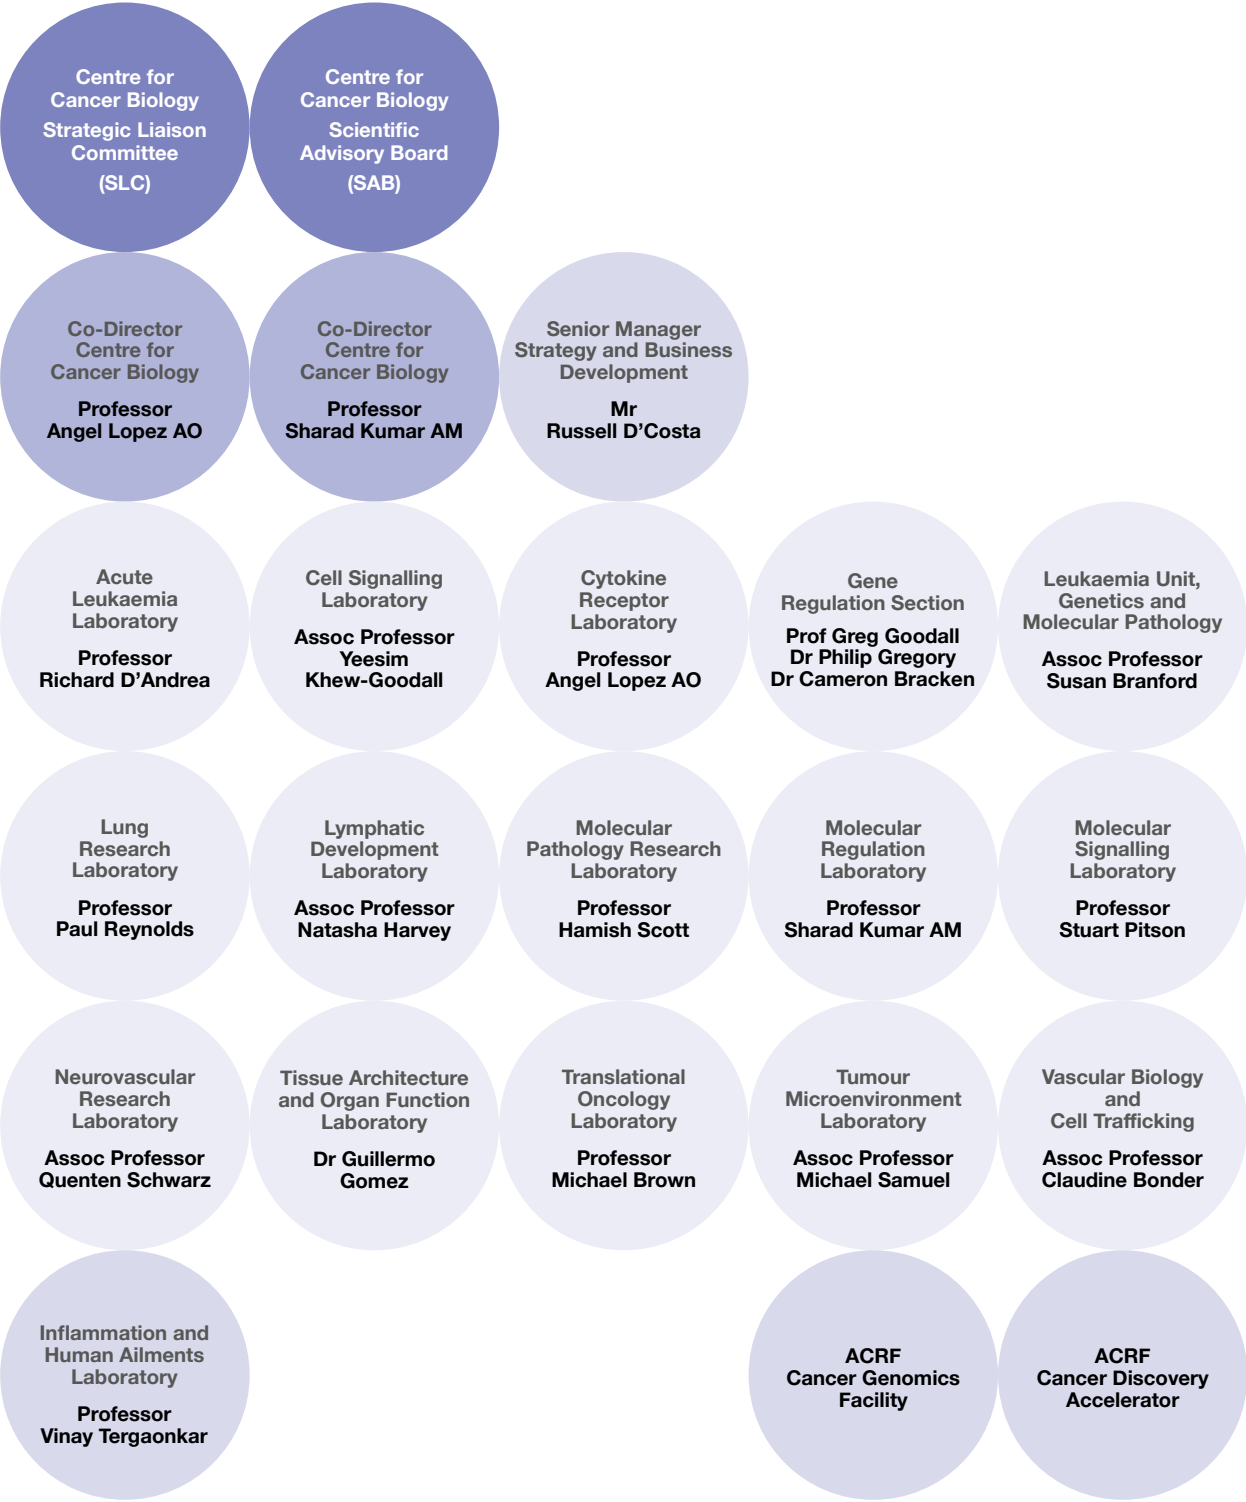 Centre for
Cancer Biology
Strategic Liaison
Committee
(SLC)
Centre for
Cancer Biology
Scientific
Advisory Board
(SAB)
Co-Director
Centre for
Cancer Biology
Professor
Angel Lopez AO
Co-Director
Centre for
Cancer Biology
Professor
Sharad Kumar AM
Senior Manager
Strategy and Business
Development
Mr
Russell D’Costa
Acute
Leukaemia
Laboratory
Professor
Richard D’Andrea
Cell Signalling
Laboratory
Assoc Professor
Yeesim
Khew-Goodall
Cytokine
Receptor
Laboratory
Professor
Angel Lopez AO
Gene
Regulation Section
Prof Greg Goodall
Dr Philip Gregory
Dr Cameron Bracken
Leukaemia Unit,
Genetics and
Molecular Pathology
Assoc Professor
Susan Branford
Lung
Research
Laboratory
Professor
Paul Reynolds
Lymphatic
Development
Laboratory
Assoc Professor
Natasha Harvey
Molecular
Pathology Research
Laboratory
Professor
Hamish Scott
Molecular
Regulation
Laboratory
Professor
Sharad Kumar AM
Molecular
Signalling
Laboratory
Professor
Stuart Pitson
Neurovascular
Research
Laboratory
Assoc Professor
Quenten Schwarz
Tissue Architecture
and Organ Function
Laboratory
Dr Guillermo
Gomez
Translational
Oncology
Laboratory
Professor
Michael Brown
Tumour
Microenvironment
Laboratory
Assoc Professor
Michael Samuel
Vascular Biology
and
Cell Trafficking
Assoc Professor
Claudine Bonder
Inflammation and
Human Ailments
Laboratory
Professor
Vinay Tergaonkar
ACRF
Cancer Genomics
Facility
ACRF
Cancer Discovery
Accelerator